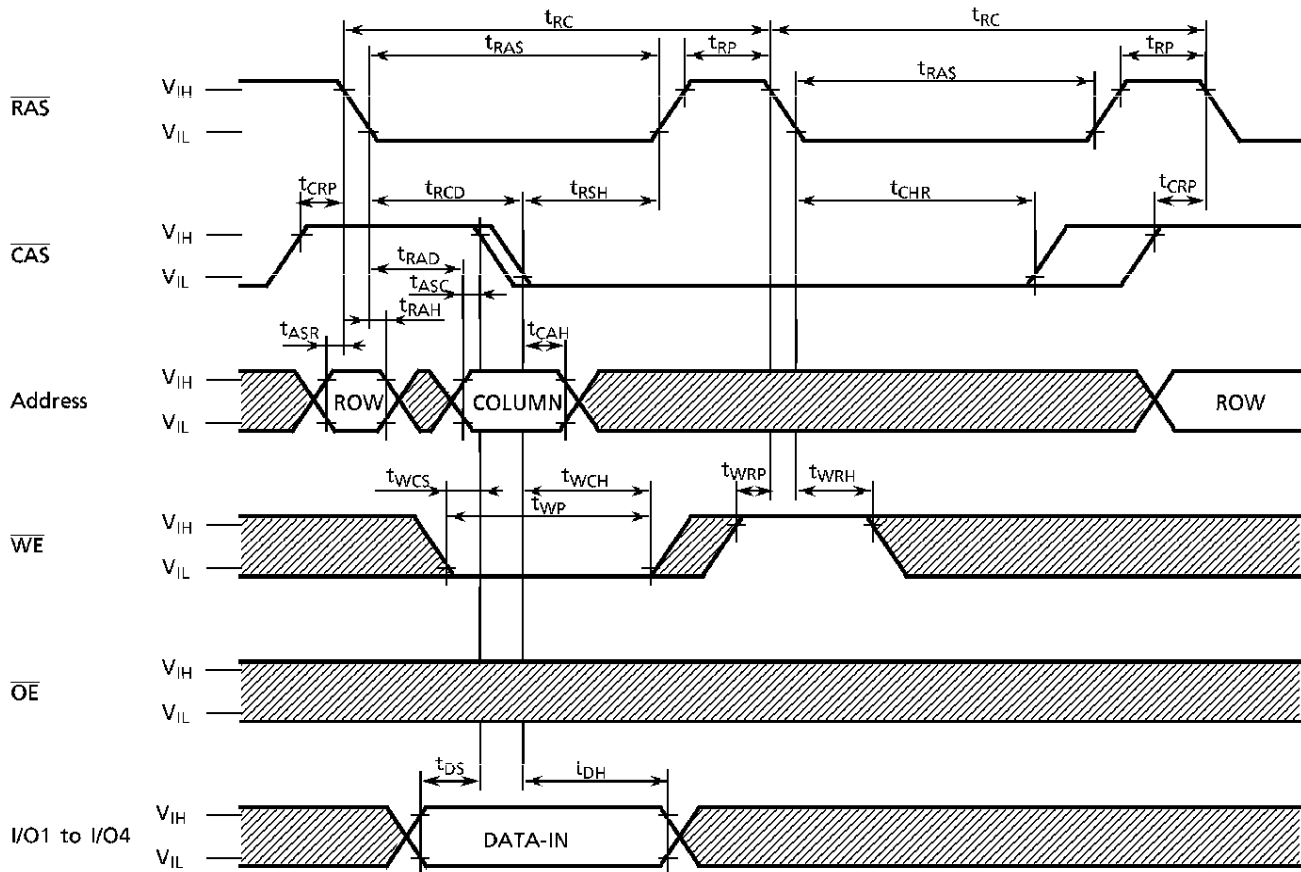 tRC tRC
tRAS tRP tRAS tRP
RAS VIH
VIL
tCRP tRCD tRSH tCHR tCRP
CAS VIH
VIL
tRAD
tASC
tRAH
tASR tCAH
Address VIH
VIL
ROW COLUMN ROW
tWCS tWCH tWRP tWRH
tWP
WE VIH
VIL
OE VIH
VIL
tDS tDH
I/O1 to I/O4 VIH
VIL
DATA-IN